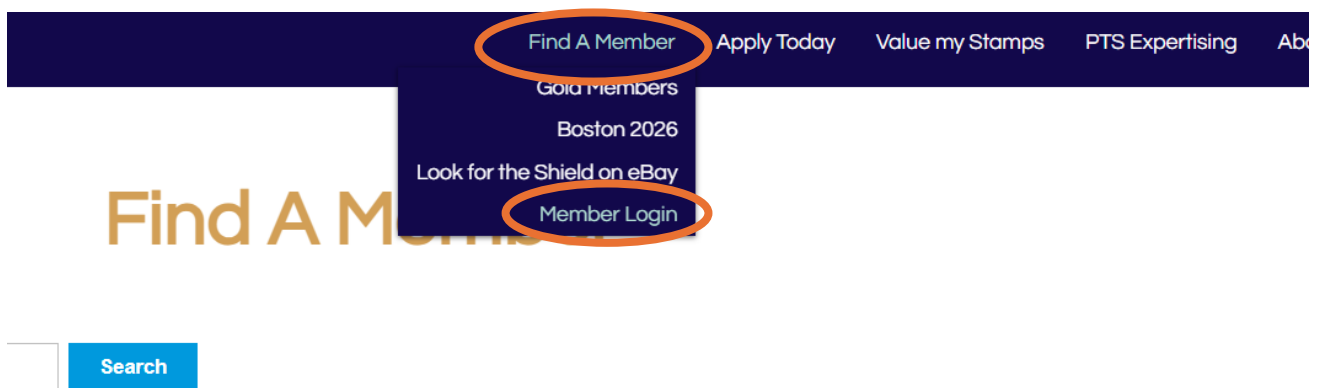 Find A Member Apply Today Value my Stamps PTS Expertising
Gold Members
Boston 2026
Look for the Shield on eBay
Member Login
Find A M
Search